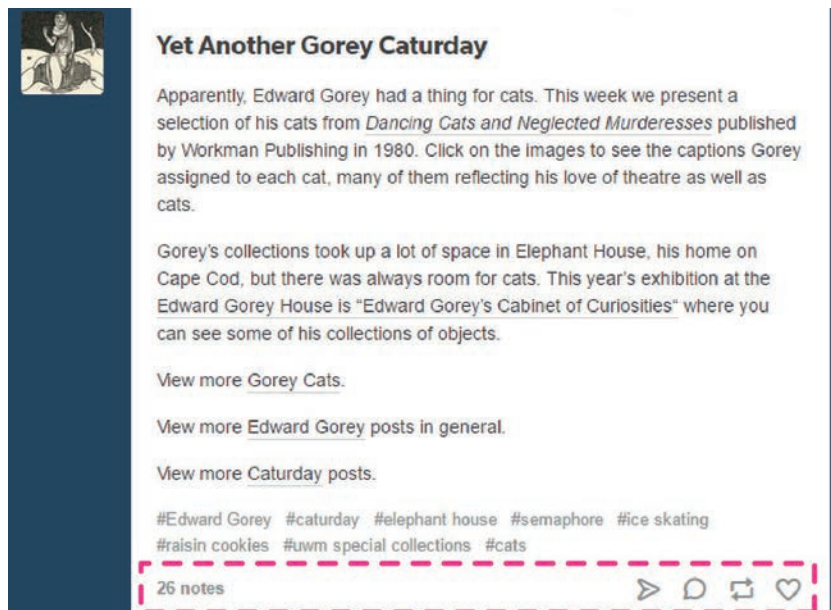 Yet Another Gorey Caturday
Apparently, Edward Gorey had a thing for cats. This week we present a
selection of his cats from Dancing Cats and Neglected Murderesses published
by Workman Publishing in 1980. Click on the images to see the captions Gorey
assigned to each cat, many of them reflecting his love of theatre as well as
cats.
Gorey's collections took up a lot of space in Elephant House, his home on
Cape Cod, but there was always room for cats. This year's exhibition at the
Edward Gorey House is “Edward Gorey's Cabinet of Curiosities“ where you
can see some of his collections of objects.
View more Gorey Cats.
View more Edward Gorey posts in general.
View more Caturday posts.
#Edward Gorey #caturday #elephant house #semaphore #ice skating
#raisin cookies #uwm special collections #cats
26 notes